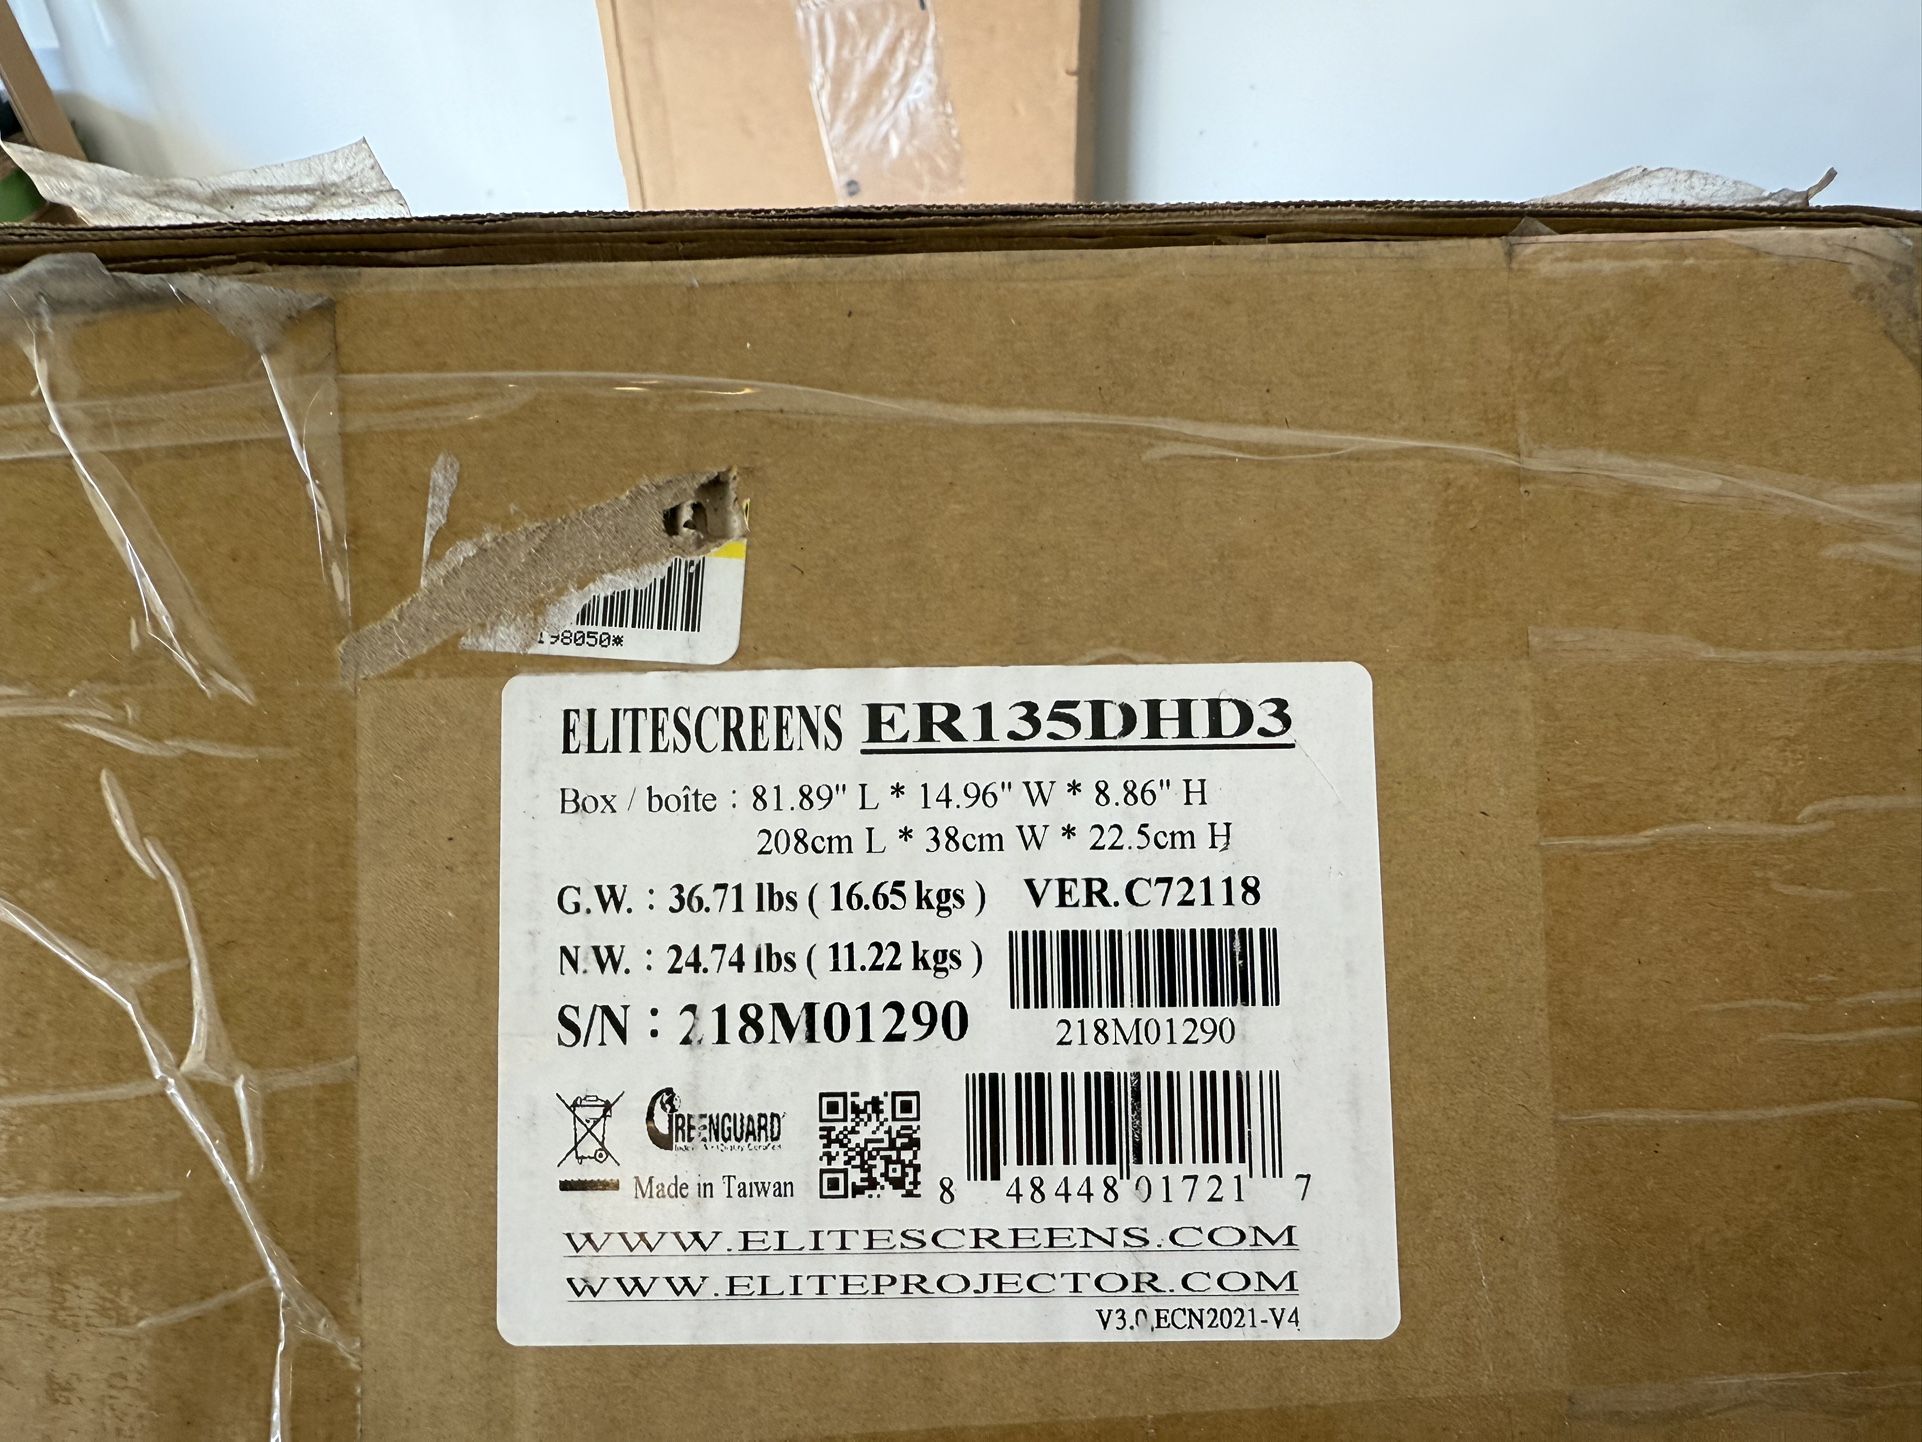 198050*
ELITESCREENS ER135DHD3
Box / boîte : 81.89" L * 14.96" W * 8.86" H
208cm L * 38cm W * 22.5cm H
G.W. : 36.71 lbs ( 16.65 kgs ) VER.C72118
N.W. : 24.74 lbs ( 11.22 kgs )
S/N : 218M01290
218M01290
GREENGUARD
Made in Taiwan
8 48448 01721 7
WWW.ELITESCREENS.COM
WWW.ELITEPROJECTOR.COM
V3.0,ECN2021-V4